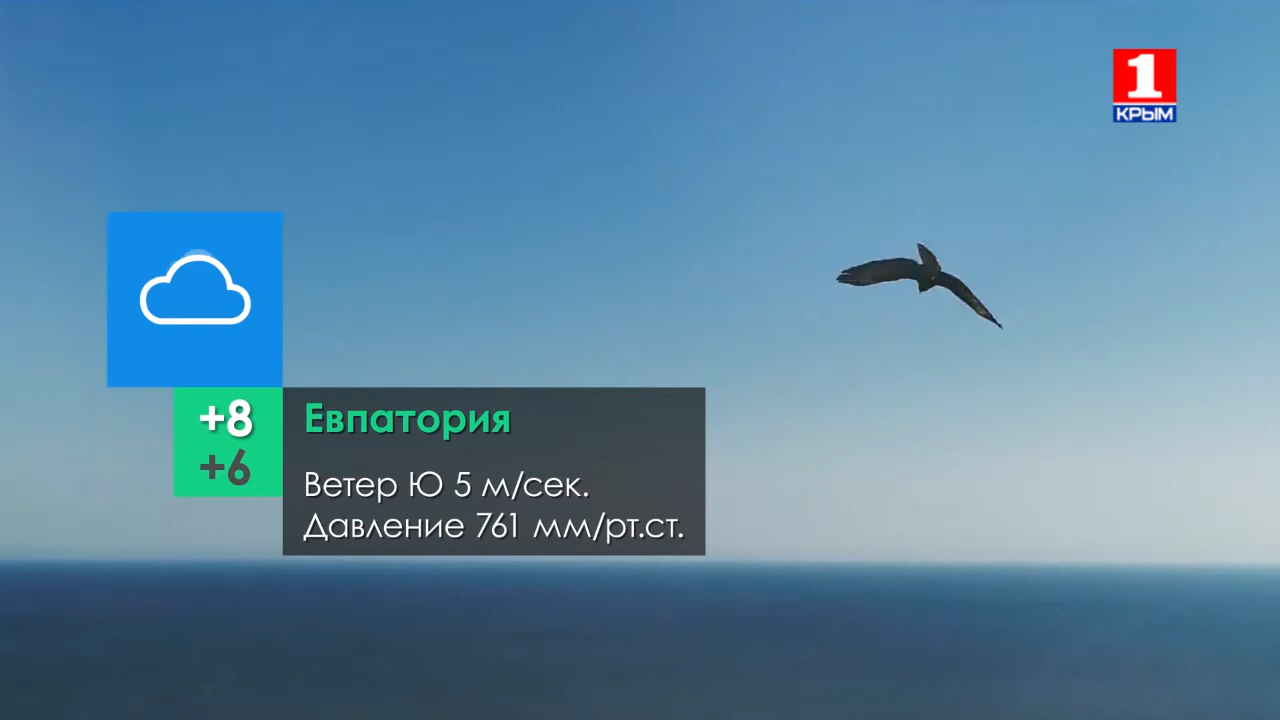 1
КРЫМ
+8
+6
Евпатория
Ветер Ю 5 м/сек.
Давление 761 мм/рт.ст.